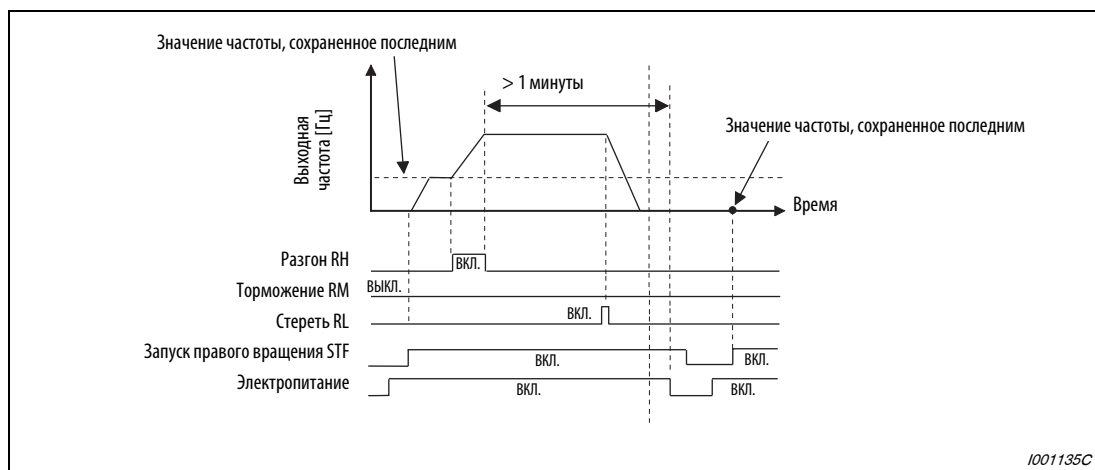 Значение частоты, сохраненное последним
> 1 минуты
Значение частоты, сохраненное последним
Выходная
частота [Гц]
Время
Разгон RH
ВКЛ.
Торможение RM
ВЫКЛ.
Стереть RL
ВКЛ.
Запуск правого вращения STF
ВКЛ.
ВКЛ.
Электропитание
ВКЛ.
ВКЛ.
I001135C